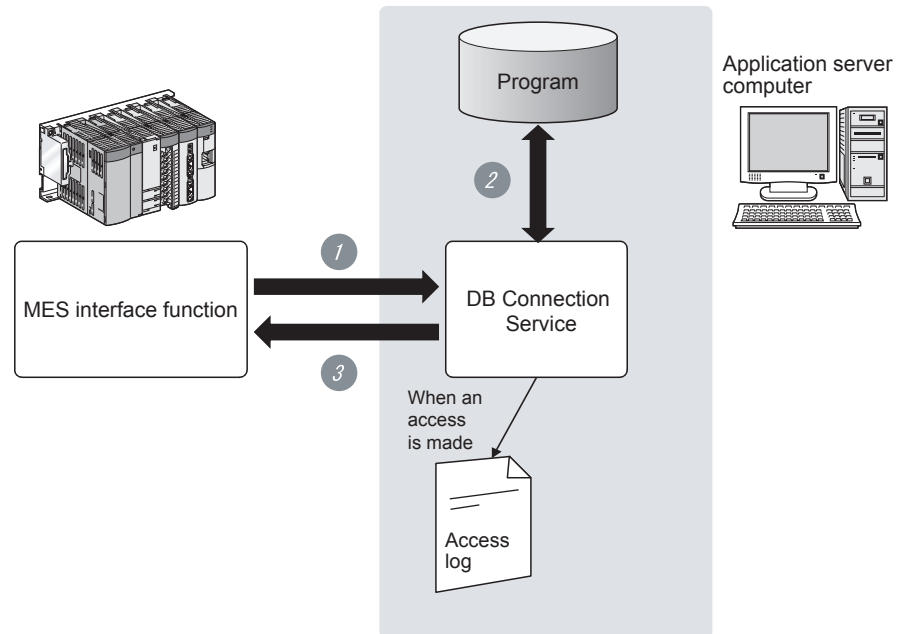 Program
Application server
computer
2
1
MES interface function
DB Connection
Service
3
When an
access
is made
Access
log